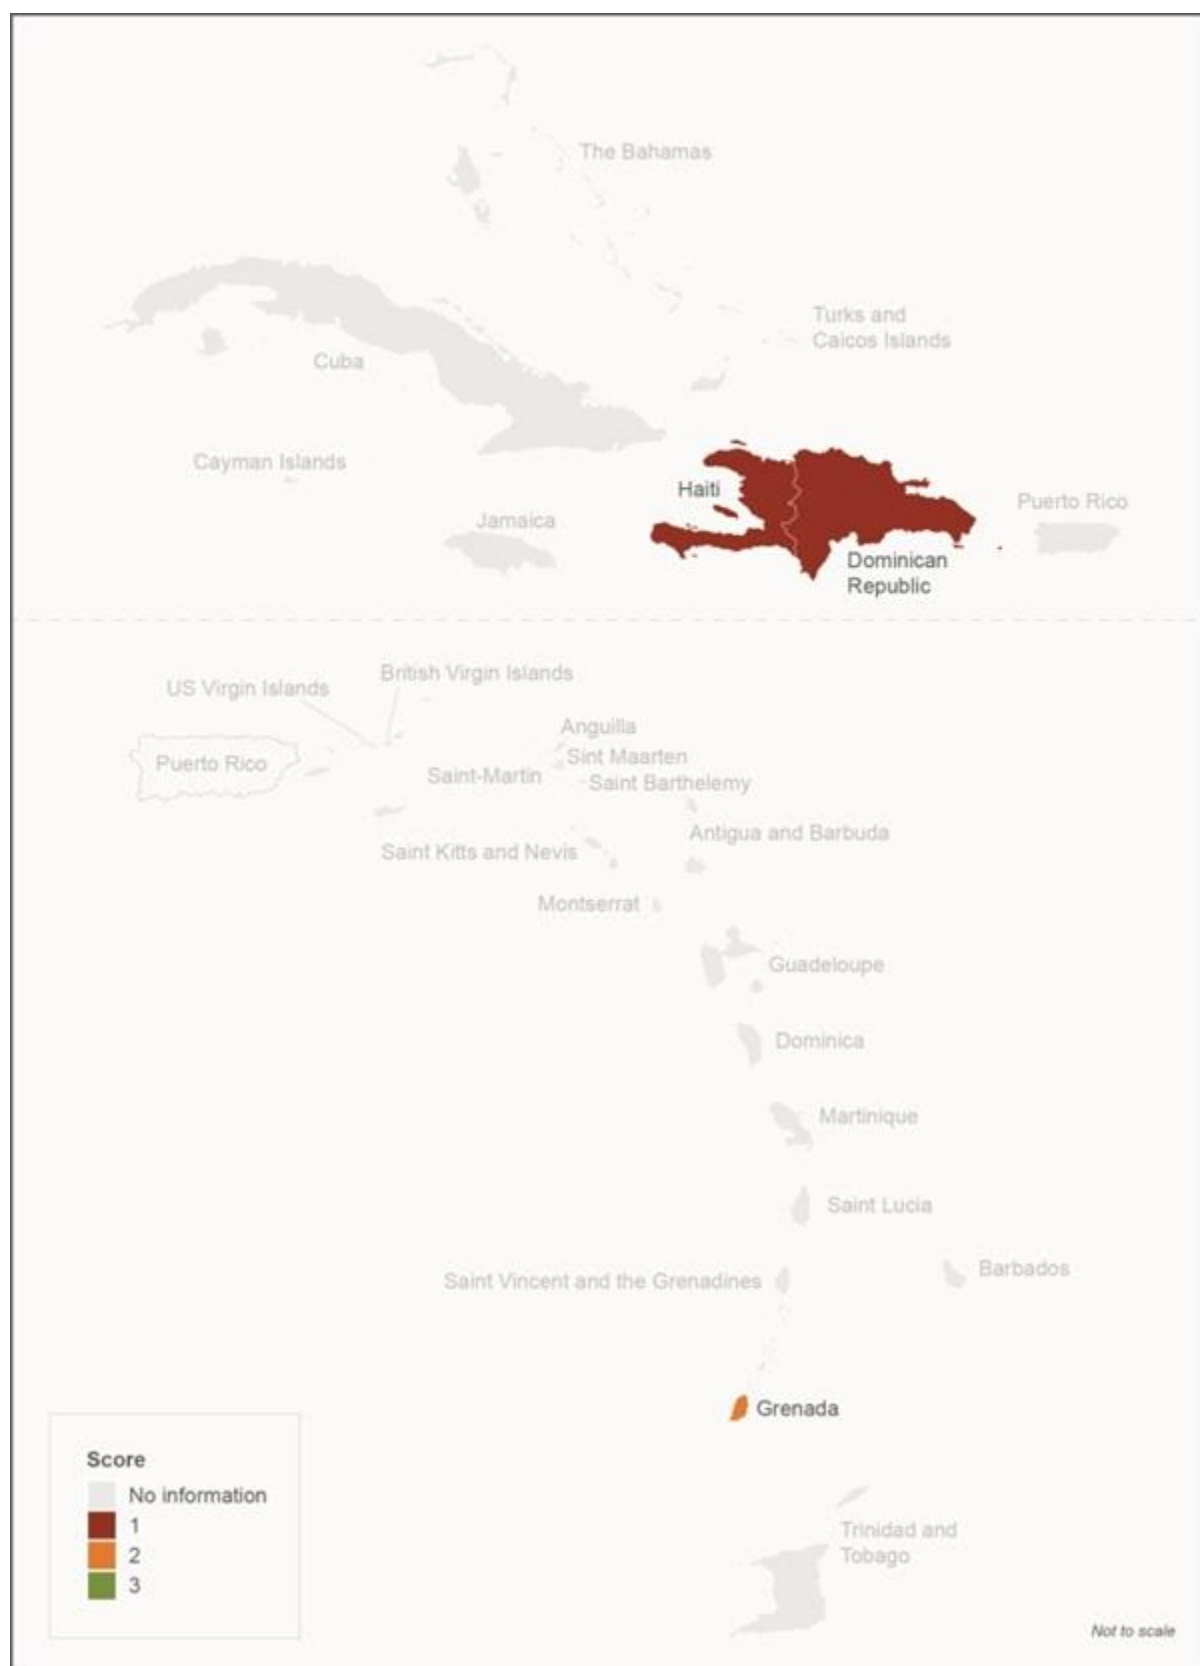 The Bahamas
Turks and
Caicos Islands
Cuba
Cayman Islands
Haiti
Puerto Rico
Jamaica
Dominican
Republic
British Virgin Islands
US Virgin Islands
Anguilla
Sint Maarten
Puerto Rico
Saint-Martin
Saint Barthelemy
Antigua and Barbuda
Saint Kitts and Nevis
Montserrat
Guadeloupe
Dominica
Martinique
Saint Lucia
Barbados
Saint Vincent and the Grenadines
Grenada
Score
No information
1
2
3
Trinidad and
Tobago
Not to scale